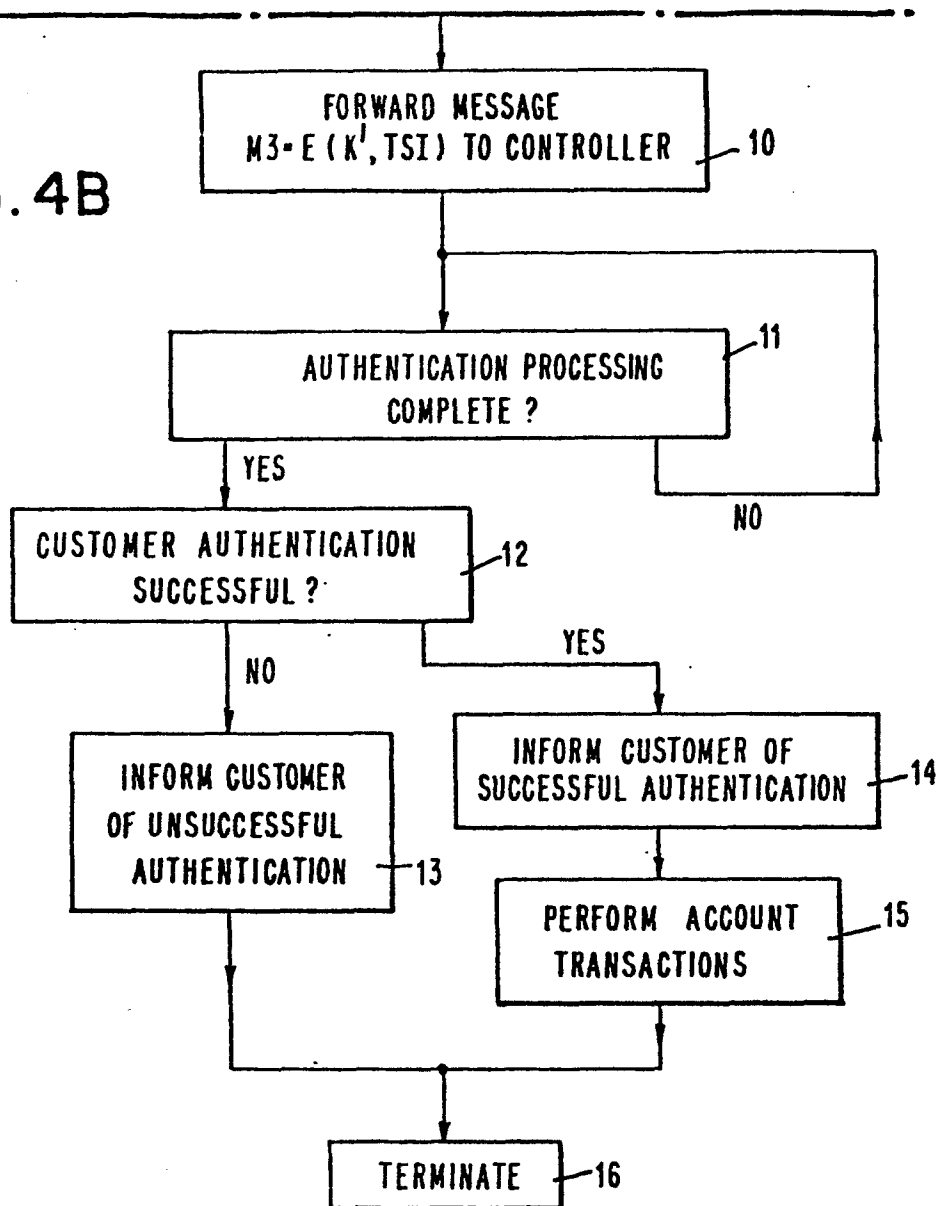 FORWARD MESSAGE
M3=E (K', TSI) TO CONTROLLER
10
. 4B
11
AUTHENTICATION PROCESSING
COMPLETE ?
YES
NO
CUSTOMER AUTHENTICATION
SUCCESSFUL ?
12
YES
NO
INFORM CUSTOMER OF
SUCCESSFUL AUTHENTICATION
14
INFORM CUSTOMER
OF UNSUCCESSFUL
AUTHENTICATION
13
PERFORM ACCOUNT
TRANSACTIONS
15
TERMINATE
16